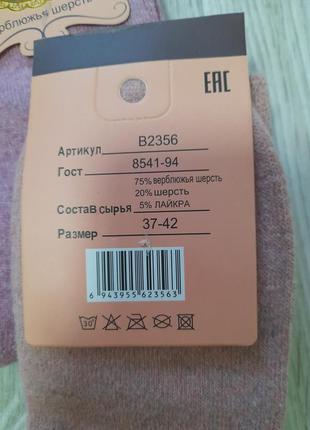 верблюжья шерсть
EAC
Артикул B2356
Гост 8541-94
75% верблюжья шерсть
20% шерсть
Состав сырья 5% ЛАЙКРА
Размер 37-42
6 943955 623563
30°